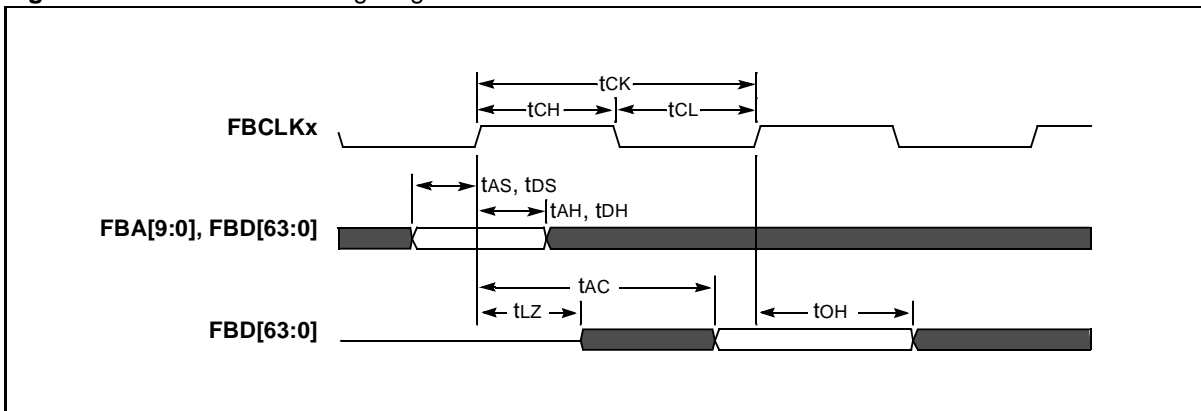 tCK
tCH
tCL
FBCLKx
tAS, tDS
tAH, tDH
FBA[9:0], FBD[63:0]
tAC
tLZ
tOH
FBD[63:0]